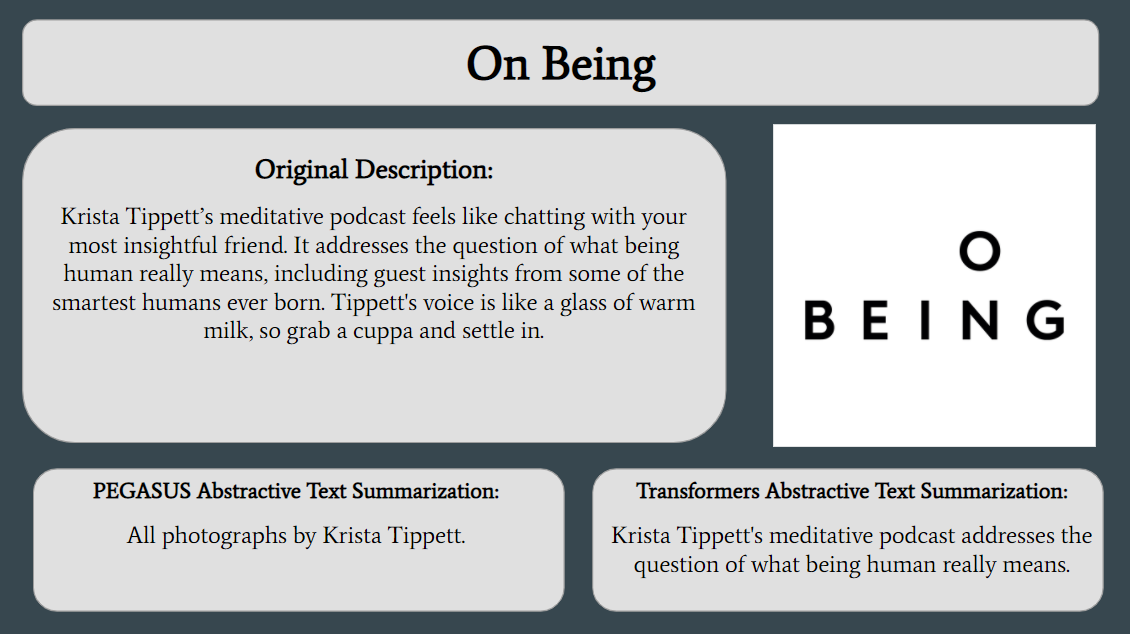 On Being
Original Description:
Krista Tippett’s meditative podcast feels like chatting with your
most insightful friend. It addresses the question of what being
human really means, including guest insights from some of the
smartest humans ever born. Tippett's voice is like a glass of warm
milk, so grab a cuppa and settle in.
O
BEING
PEGASUS Abstractive Text Summarization:
All photographs by Krista Tippett.
Transformers Abstractive Text Summarization:
Krista Tippett's meditative podcast addresses the
question of what being human really means.